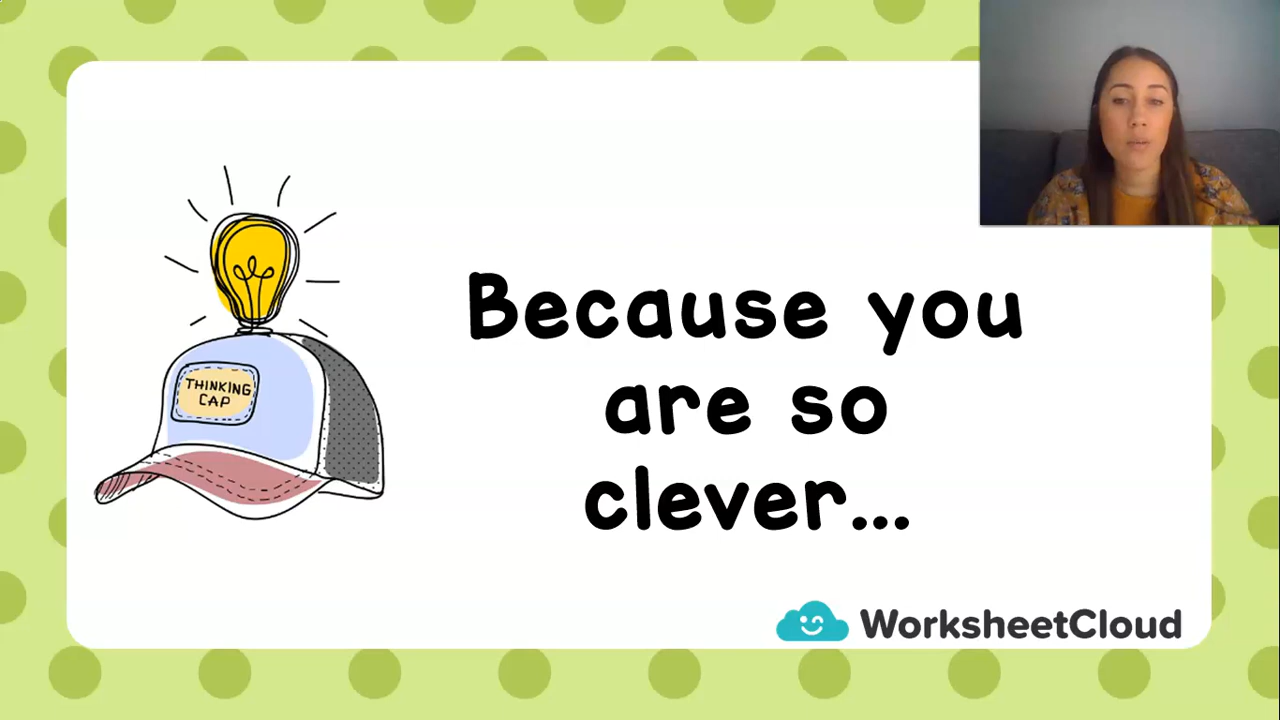 THINKING
CAP
Because you
are so
clever...
WorksheetCloud